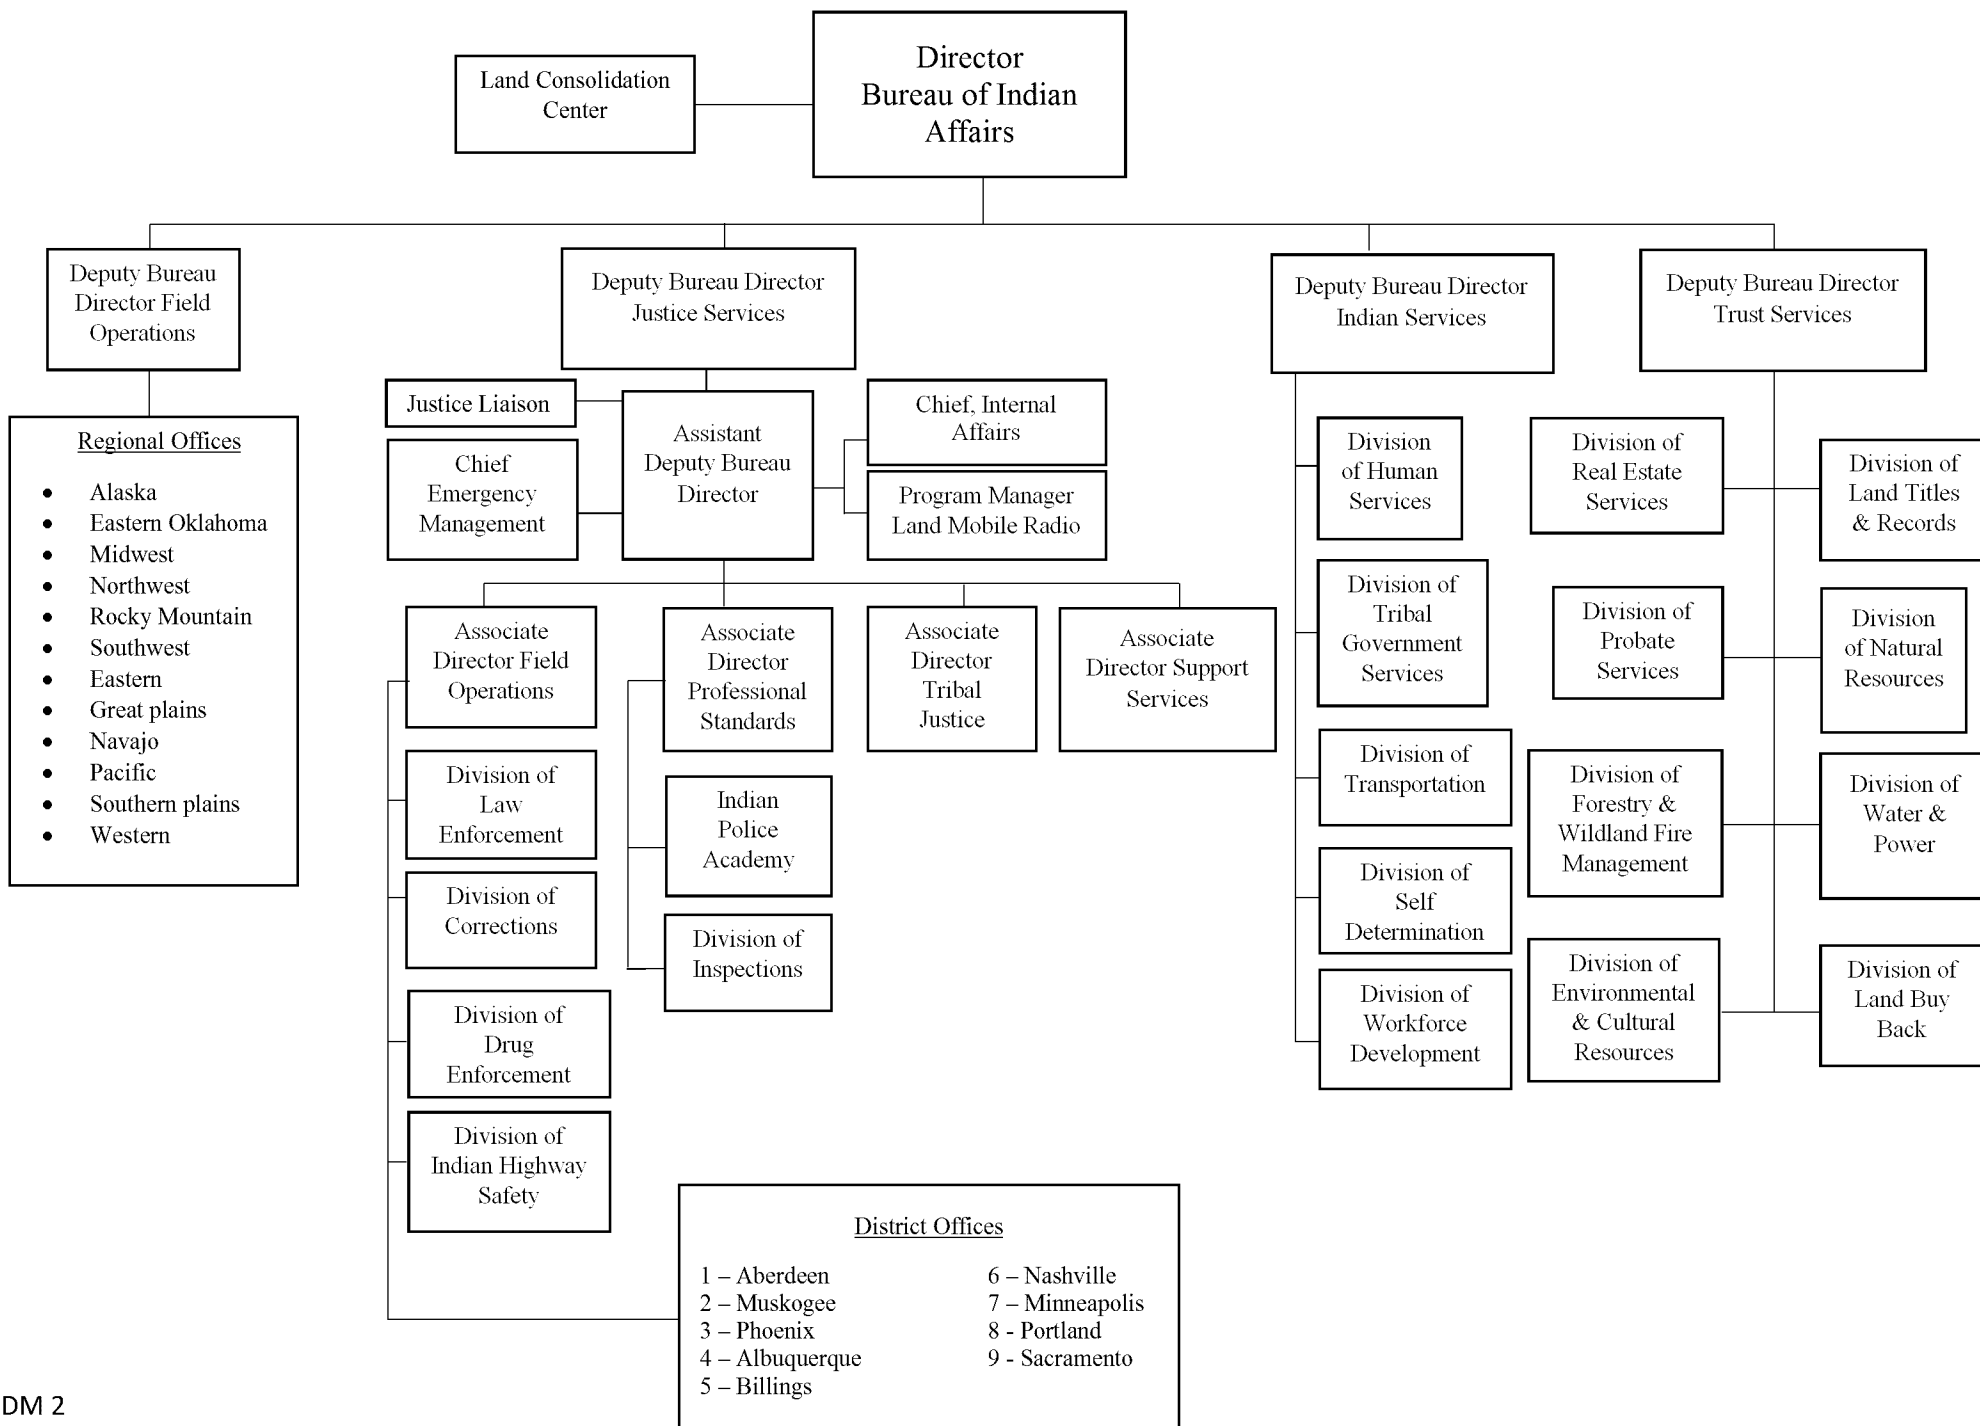 Director
Bureau of Indian
Affairs
Land Consolidation
Center
Deputy Bureau
Director Field
Operations
Deputy Bureau Director
Justice Services
Deputy Bureau Director
Indian Services
Deputy Bureau Director
Trust Services
Regional Offices
• Alaska
• Eastern Oklahoma
• Midwest
• Northwest
• Rocky Mountain
• Southwest
• Eastern
• Great plains
• Navajo
• Pacific
• Southern plains
• Western
Justice Liaison
Chief
Emergency
Management
Assistant
Deputy Bureau
Director
Chief, Internal
Affairs
Program Manager
Land Mobile Radio
Associate
Director Field
Operations
Associate
Director
Professional
Standards
Associate
Director
Tribal
Justice
Associate
Director Support
Services
Division of
Law
Enforcement
Division of
Corrections
Division of
Drug
Enforcement
Division of
Indian Highway
Safety
Indian
Police
Academy
Division of
Inspections
District Offices
1 – Aberdeen
2 – Muskogee
3 – Phoenix
4 – Albuquerque
5 – Billings
6 – Nashville
7 – Minneapolis
8 - Portland
9 - Sacramento
Division
of Human
Services
Division of
Tribal
Government
Services
Division of
Transportation
Division of
Self
Determination
Division of
Workforce
Development
Division of
Real Estate
Services
Division of
Land Titles
& Records
Division of
Probate
Services
Division
of Natural
Resources
Division of
Forestry &
Wildland Fire
Management
Division of
Water &
Power
Division of
Environmental
& Cultural
Resources
Division of
Land Buy
Back
DM 2